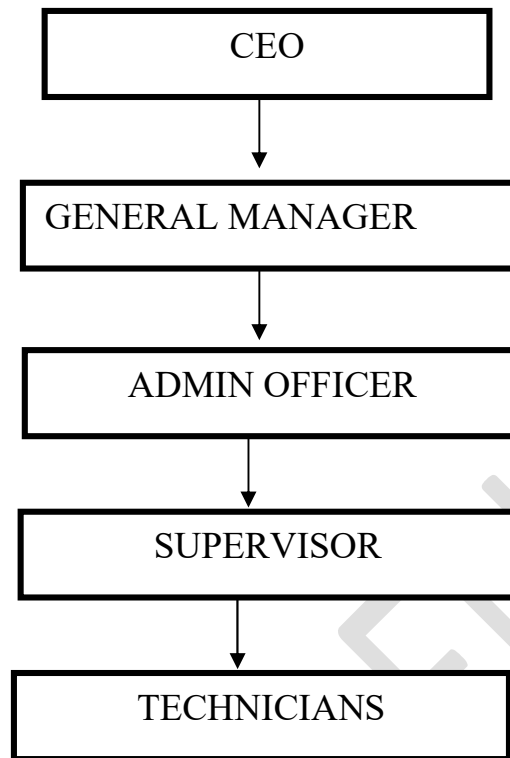 CEO
GENERAL MANAGER
ADMIN OFFICER
SUPERVISOR
TECHNICIANS